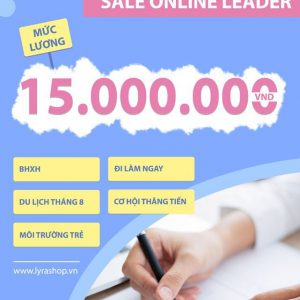 SALE ONLINE LEADER
MỨC
LƯƠNG
15.000.000
VND
BHXH
ĐI LÀM NGAY
DU LỊCH THÁNG 8
CƠ HỘI THĂNG TIẾN
MÔI TRƯỜNG TRẺ
www.lyrashop.vn